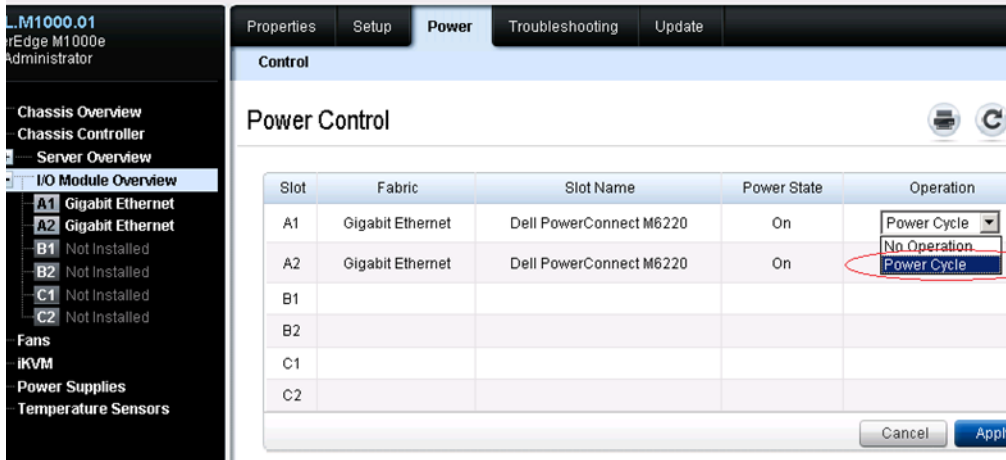 L.M1000.01
erEdge M1000e
Administrator
Properties Setup Power Troubleshooting Update
Control
Chassis Overview
Chassis Controller
Server Overview
I/O Module Overview
A1 Gigabit Ethernet
A2 Gigabit Ethernet
B1 Not Installed
B2 Not Installed
C1 Not Installed
C2 Not Installed
Fans
iKVM
Power Supplies
Temperature Sensors
Power Control
Slot Fabric Slot Name Power State Operation
A1 Gigabit Ethernet Dell PowerConnect M6220 On Power Cycle
No Operation
Power Cycle
A2 Gigabit Ethernet Dell PowerConnect M6220 On
B1
B2
C1
C2
Cancel Appl